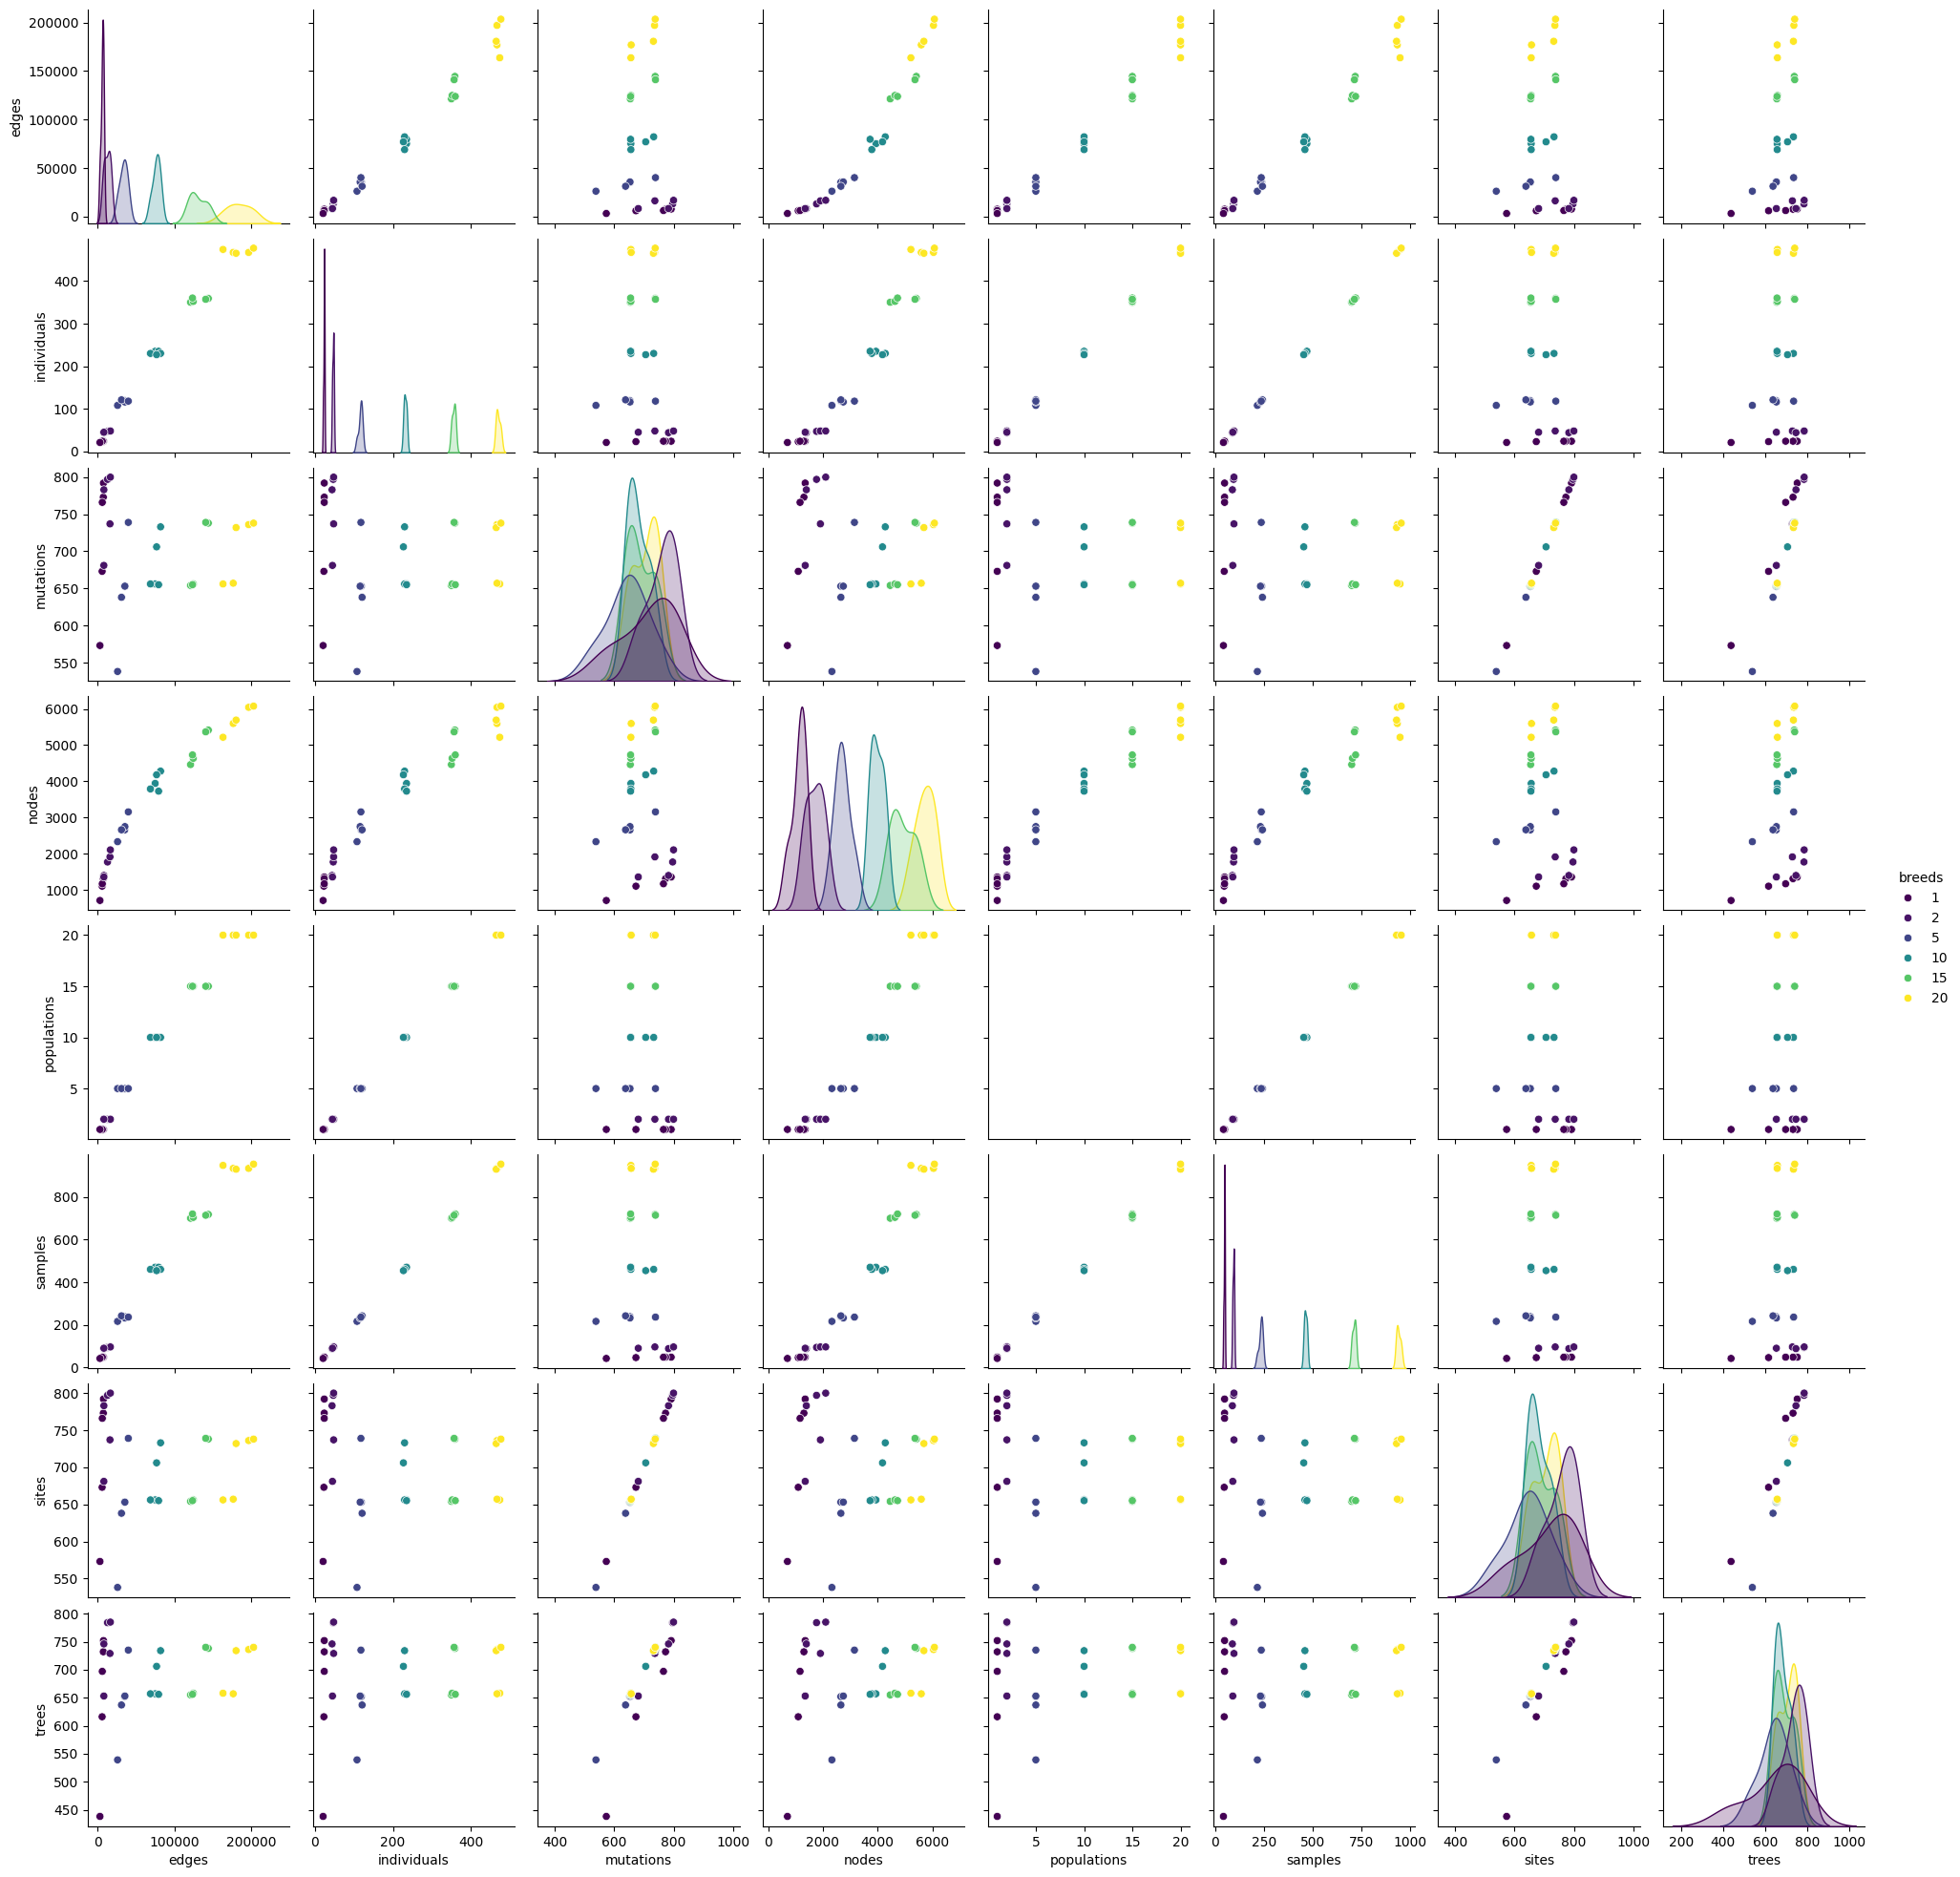 200000
150000
100000
50000
0
edges
400
300
200
100
0
individuals
800
750
700
650
600
550
mutations
6000
5000
4000
3000
2000
1000
nodes
breeds
1
2
5
10
15
20
20
15
10
5
populations
800
600
400
200
0
samples
800
750
700
650
600
550
sites
800
750
700
650
600
550
500
450
trees
0 100000 200000
0 200 400
400 600 800 1000
0 2000 4000 6000
5 10 15 20
0 250 500 750 1000
400 600 800 1000
200 400 600 800 1000
edges individuals mutations nodes populations samples sites trees